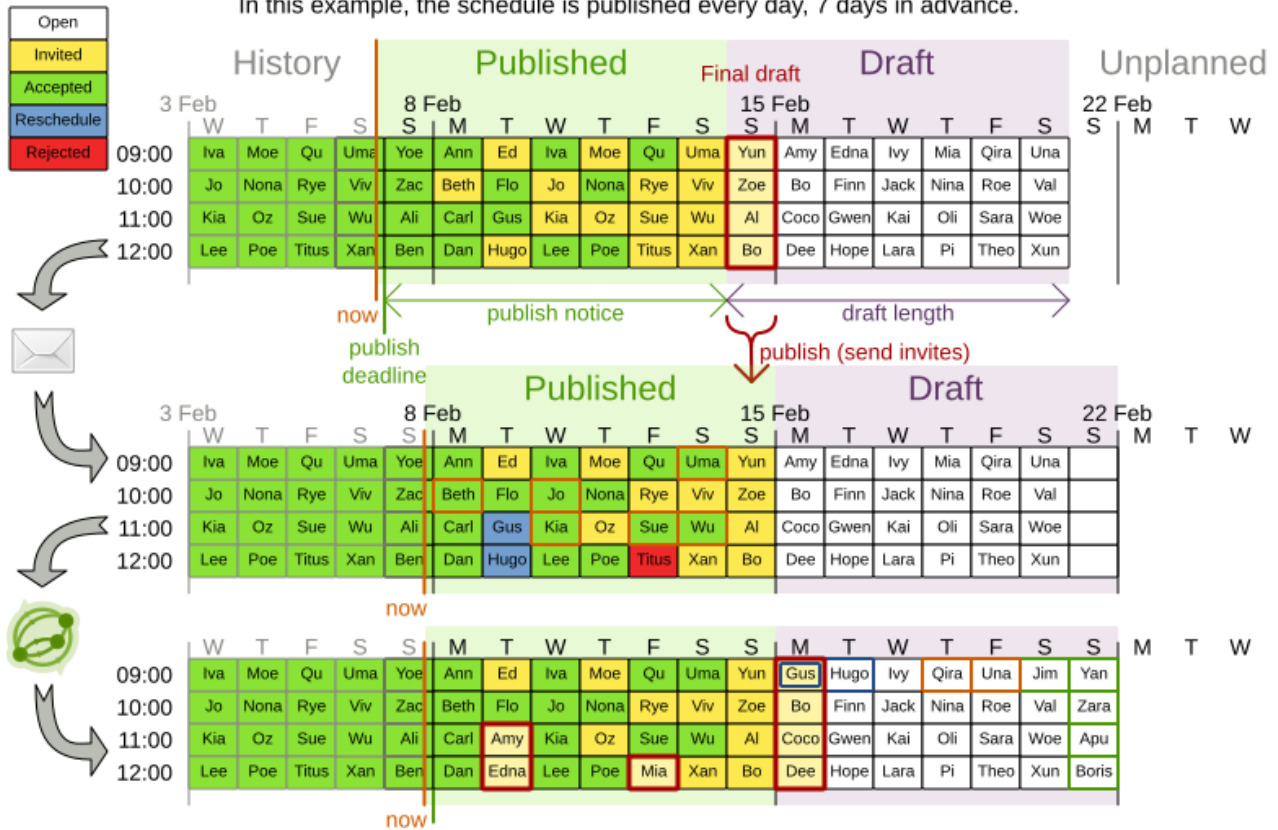 In this example, the schedule is published every day, 7 days in advance.
Open
Invited
Accepted
Reschedule
Rejected
History Published Final draft Draft Unplanned
3 Feb 8 Feb 15 Feb 22 Feb
W T F S S M T W T F S S M T W T F S S M T W
09:00 Iva Moe Qu Uma Yoe Ann Ed Iva Moe Qu Uma Yun Amy Edna Ivy Mia Qira Una
10:00 Jo Nona Rye Viv Zac Beth Flo Jo Nona Rye Viv Zoe Bo Finn Jack Nina Roe Val
11:00 Kia Oz Sue Wu Ali Carl Gus Kia Oz Sue Wu Al Coco Gwen Kai Oli Sara Woe
12:00 Lee Poe Titus Xan Ben Dan Hugo Lee Poe Titus Xan Bo Dee Hope Lara Pi Theo Xun
now publish notice draft length
publish deadline
publish (send invites)
Published Draft
3 Feb 8 Feb 15 Feb 22 Feb
W T F S S M T W T F S S M T W T F S S M T W
09:00 Iva Moe Qu Uma Yoe Ann Ed Iva Moe Qu Uma Yun Amy Edna Ivy Mia Qira Una
10:00 Jo Nona Rye Viv Zac Beth Flo Jo Nona Rye Viv Zoe Bo Finn Jack Nina Roe Val
11:00 Kia Oz Sue Wu Ali Carl Gus Kia Oz Sue Wu Al Coco Gwen Kai Oli Sara Woe
12:00 Lee Poe Titus Xan Ben Dan Hugo Lee Poe Titus Xan Bo Dee Hope Lara Pi Theo Xun
now
W T F S S M T W T F S S M T W T F S S M T W
09:00 Iva Moe Qu Uma Yoe Ann Ed Iva Moe Qu Uma Yun Gus Hugo Ivy Qira Una Jim Yan
10:00 Jo Nona Rye Viv Zac Beth Flo Jo Nona Rye Viv Zoe Bo Finn Jack Nina Roe Val Zara
11:00 Kia Oz Sue Wu Ali Carl Amy Kia Oz Sue Wu Al Coco Gwen Kai Oli Sara Woe Apu
12:00 Lee Poe Titus Xan Ben Dan Edna Lee Poe Mia Xan Bo Dee Hope Lara Pi Theo Xun Boris
now